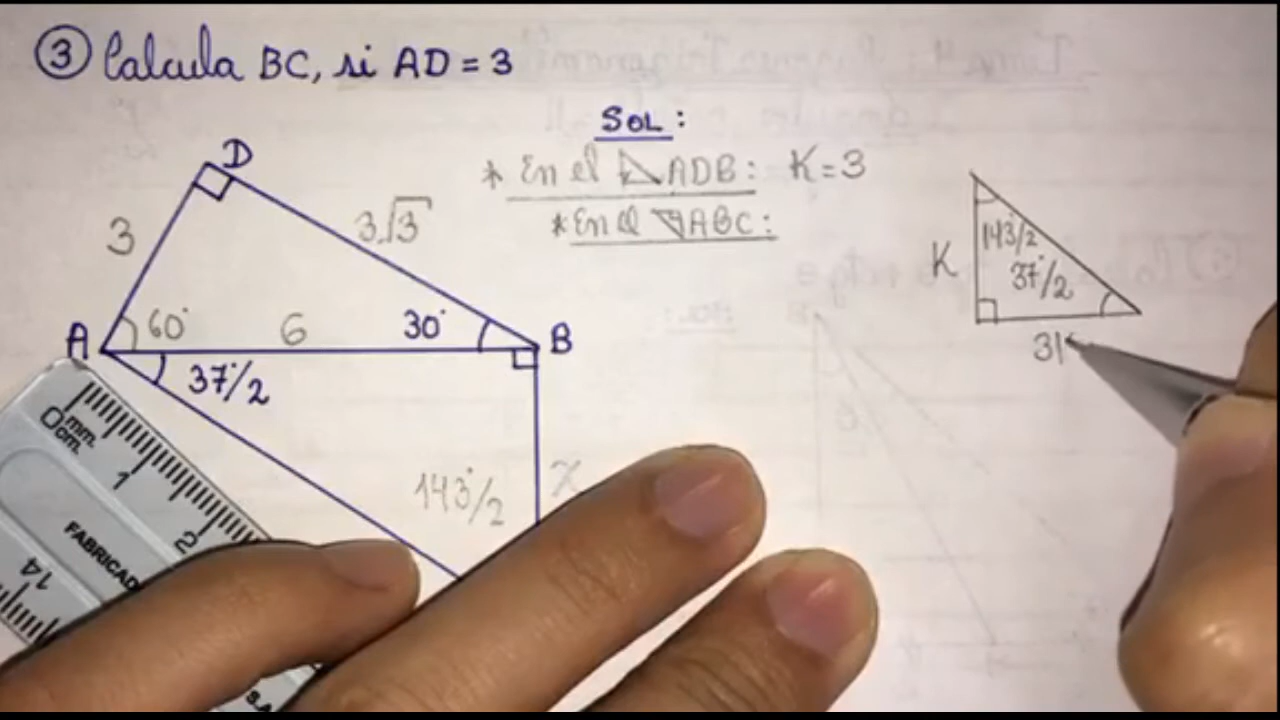 ③ Calcula BC, si AD = 3
SOL:
* En el ◺ADB: K=3
* En el ◹ABC:
D
3
3√3
A
60°
6
30°
B
37°/2
143°/2
x
K
143°/2
37°/2
3K
0 mm. 1 2
cm.
FABRICAD
14
S.A